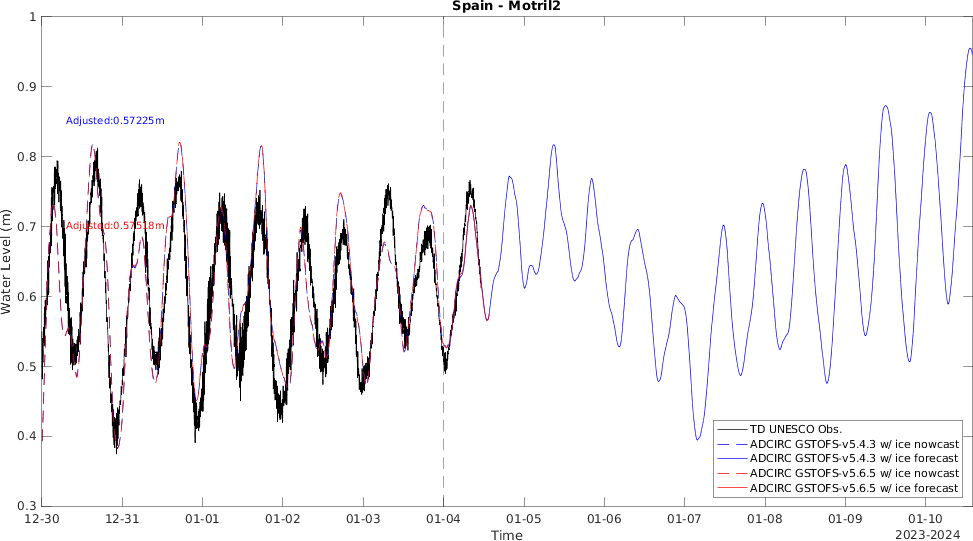 Spain - Motril2
1
0.9
0.8
0.7
0.6
0.5
0.4
0.3
Water Level (m)
Adjusted:0.57225m
Adjusted:0.57518m
TD UNESCO Obs.
ADCIRC GSTOFS-v5.4.3 w/ ice nowcast
ADCIRC GSTOFS-v5.4.3 w/ ice forecast
ADCIRC GSTOFS-v5.6.5 w/ ice nowcast
ADCIRC GSTOFS-v5.6.5 w/ ice forecast
12-30 12-31 01-01 01-02 01-03 01-04 01-05 01-06 01-07 01-08 01-09 01-10
Time
2023-2024